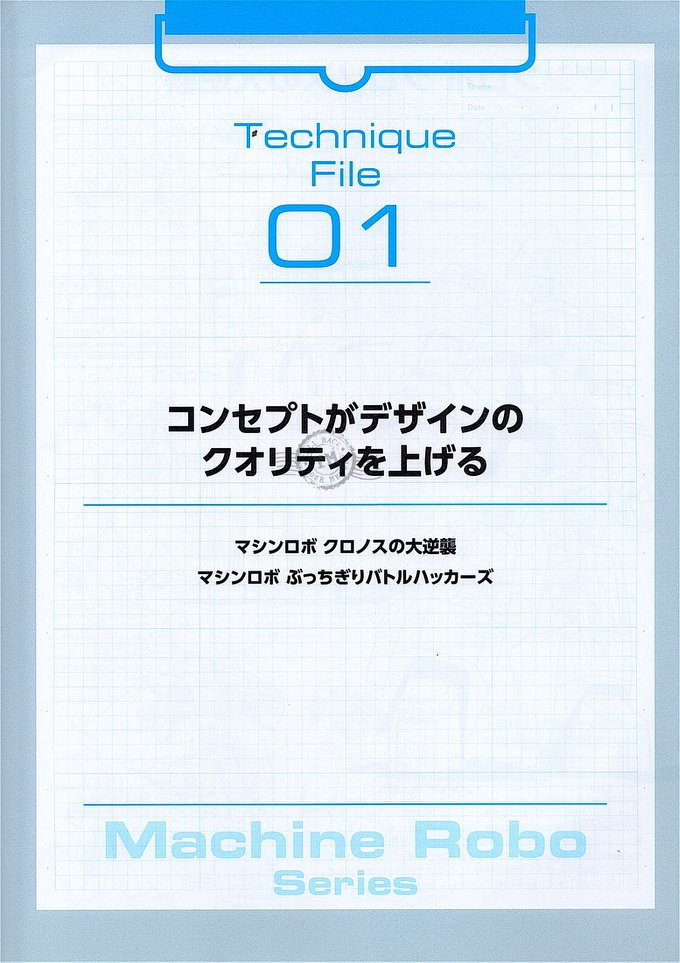 Theme
Date ・ ・ ( )
Technique
File
01
コンセプトがデザインの
クオリティを上げる
マシンロボ クロノスの大逆襲
マシンロボ ぶっちぎりバトルハッカーズ
Machine Robo
Series